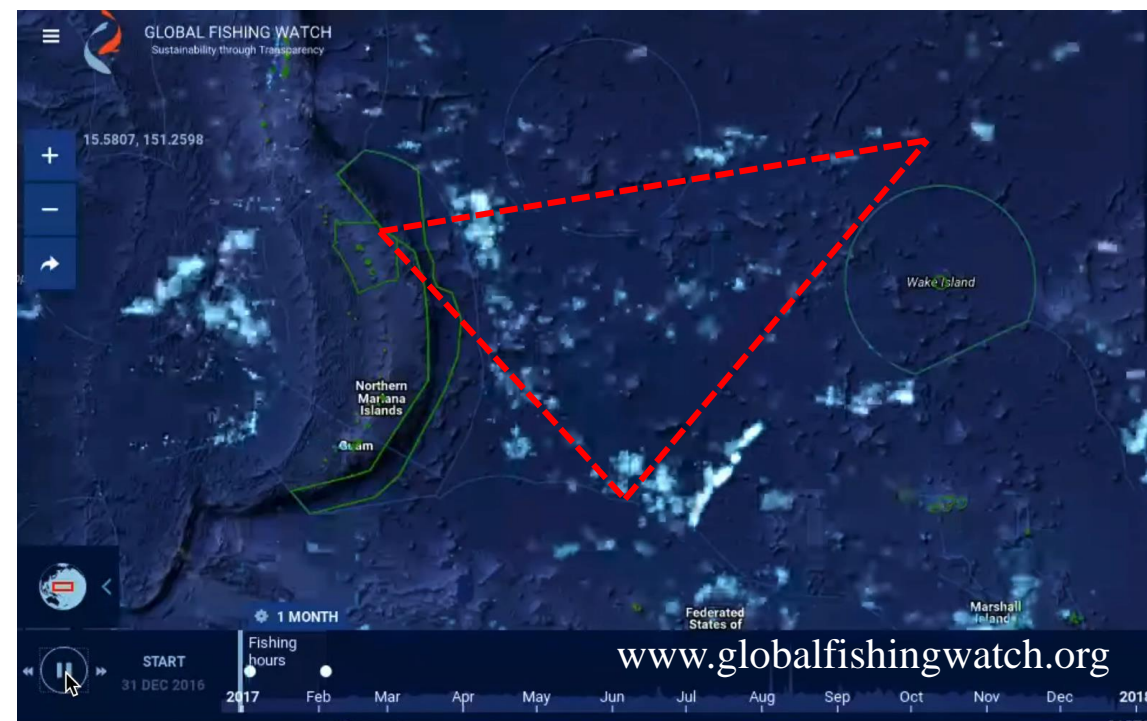 GLOBAL FISHING WATCH
Sustainability through Transparency
15.5807, 151.2598
+
−
Wake Island
Northern
Mariana
Islands
Guam
1 MONTH
Federated
States of
Marshall
Islands
Fishing
hours
START
31 DEC 2016
www.globalfishingwatch.org
2017 Feb Mar Apr May Jun Jul Aug Sep Oct Nov Dec 2018